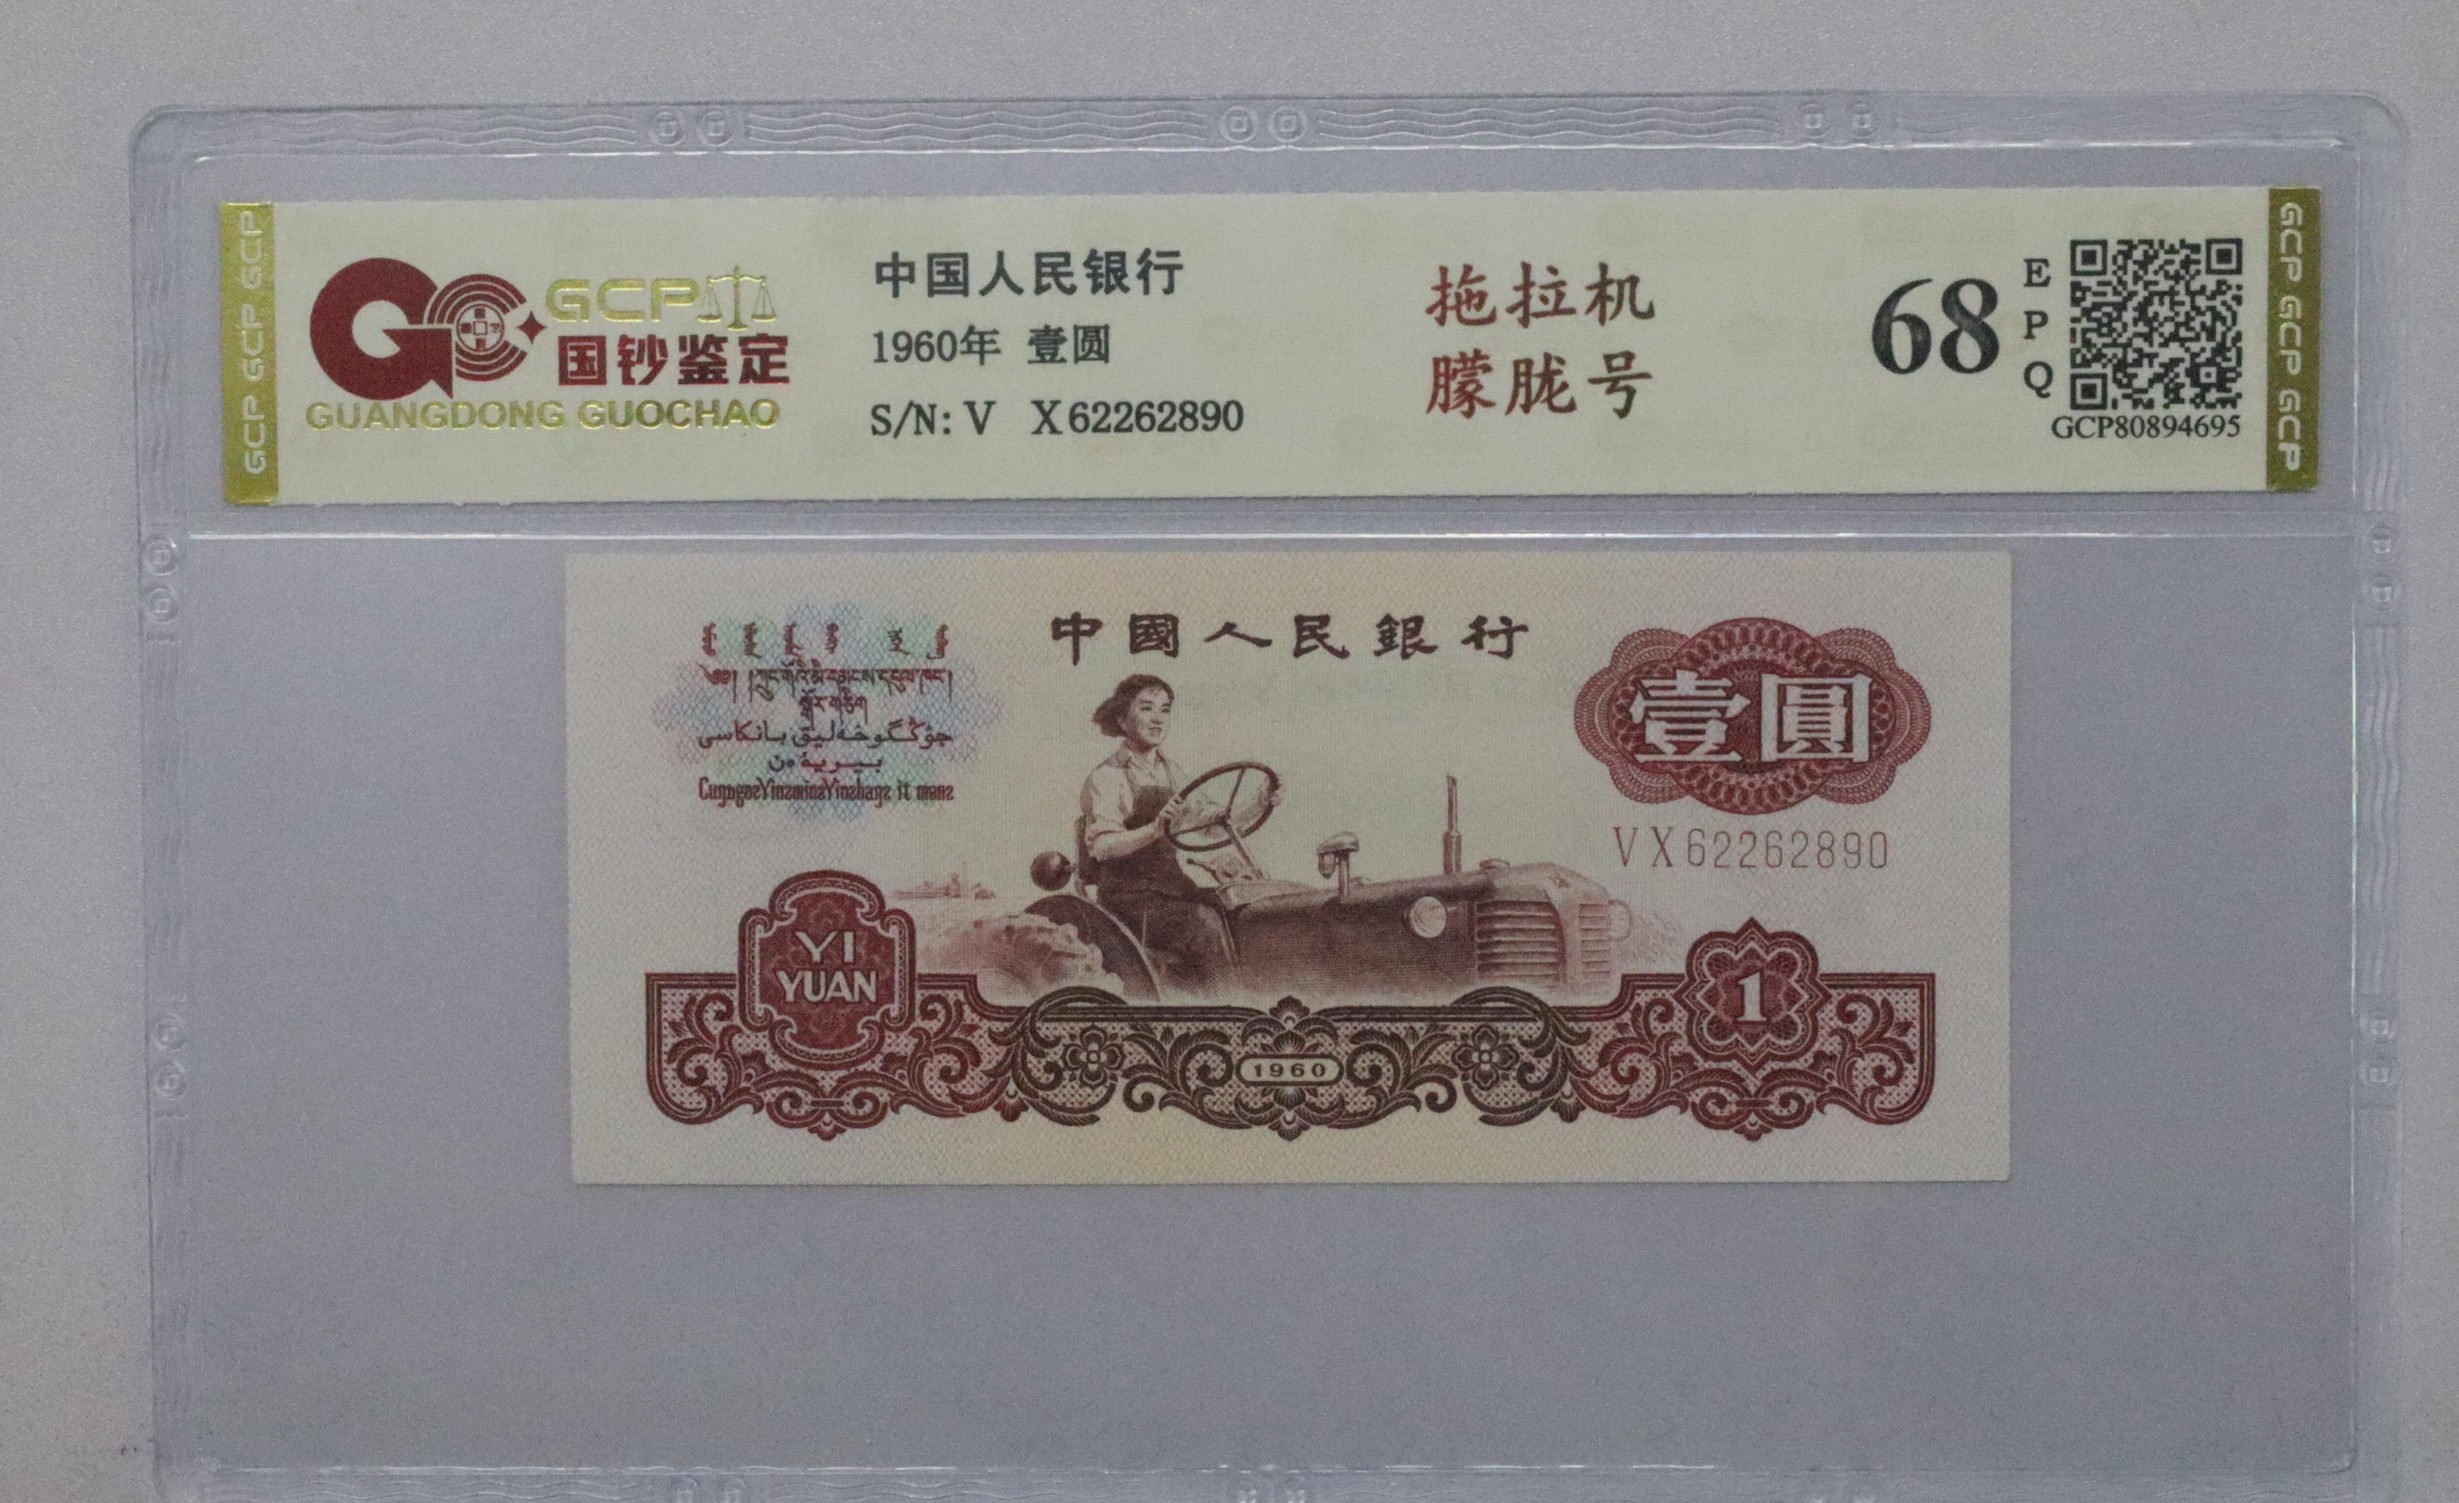 GCP GCP GCP
GCP
国钞鉴定
GUANGDONG GUOCHAO
中国人民银行
1960年 壹圆
S/N: V X62262890
拖拉机
朦胧号
68
E
P
Q
GCP80894695
GCP GCP GCP
中國人民銀行
壹圓
VX62262890
YI
YUAN
1960
1